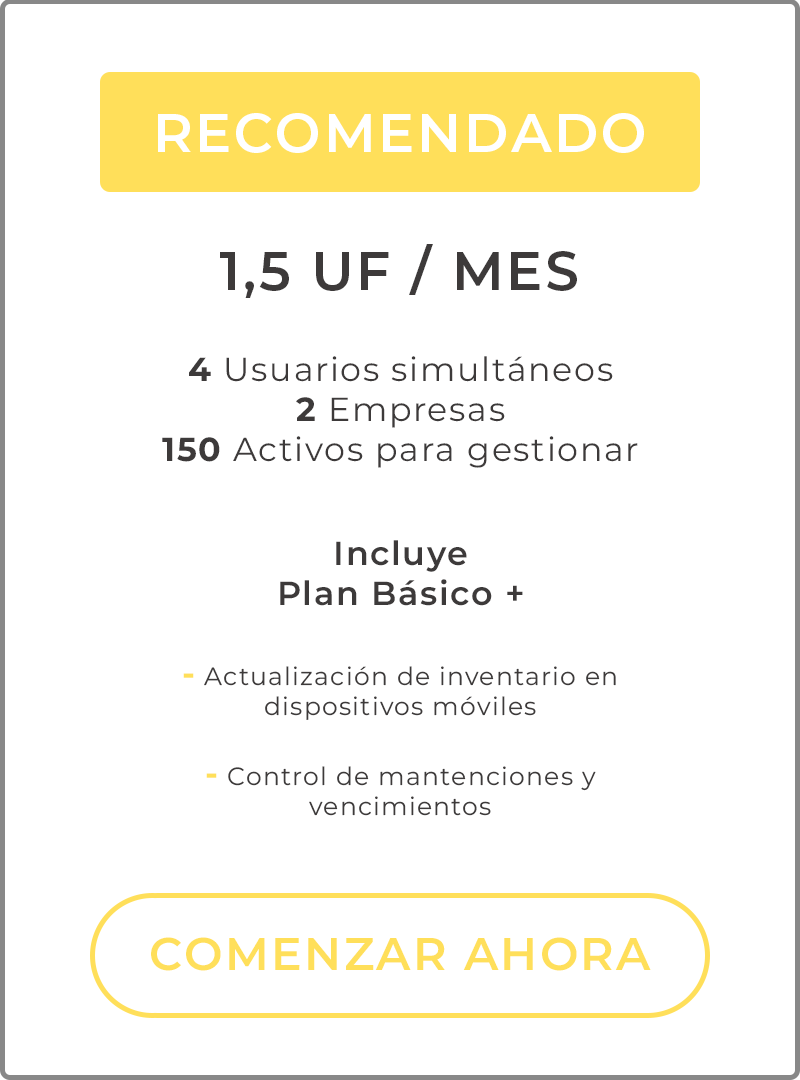 RECOMENDADO
1,5 UF / MES
4 Usuarios simultáneos
2 Empresas
150 Activos para gestionar
Incluye
Plan Básico +
- Actualización de inventario en
dispositivos móviles
- Control de mantenciones y
vencimientos
COMENZAR AHORA